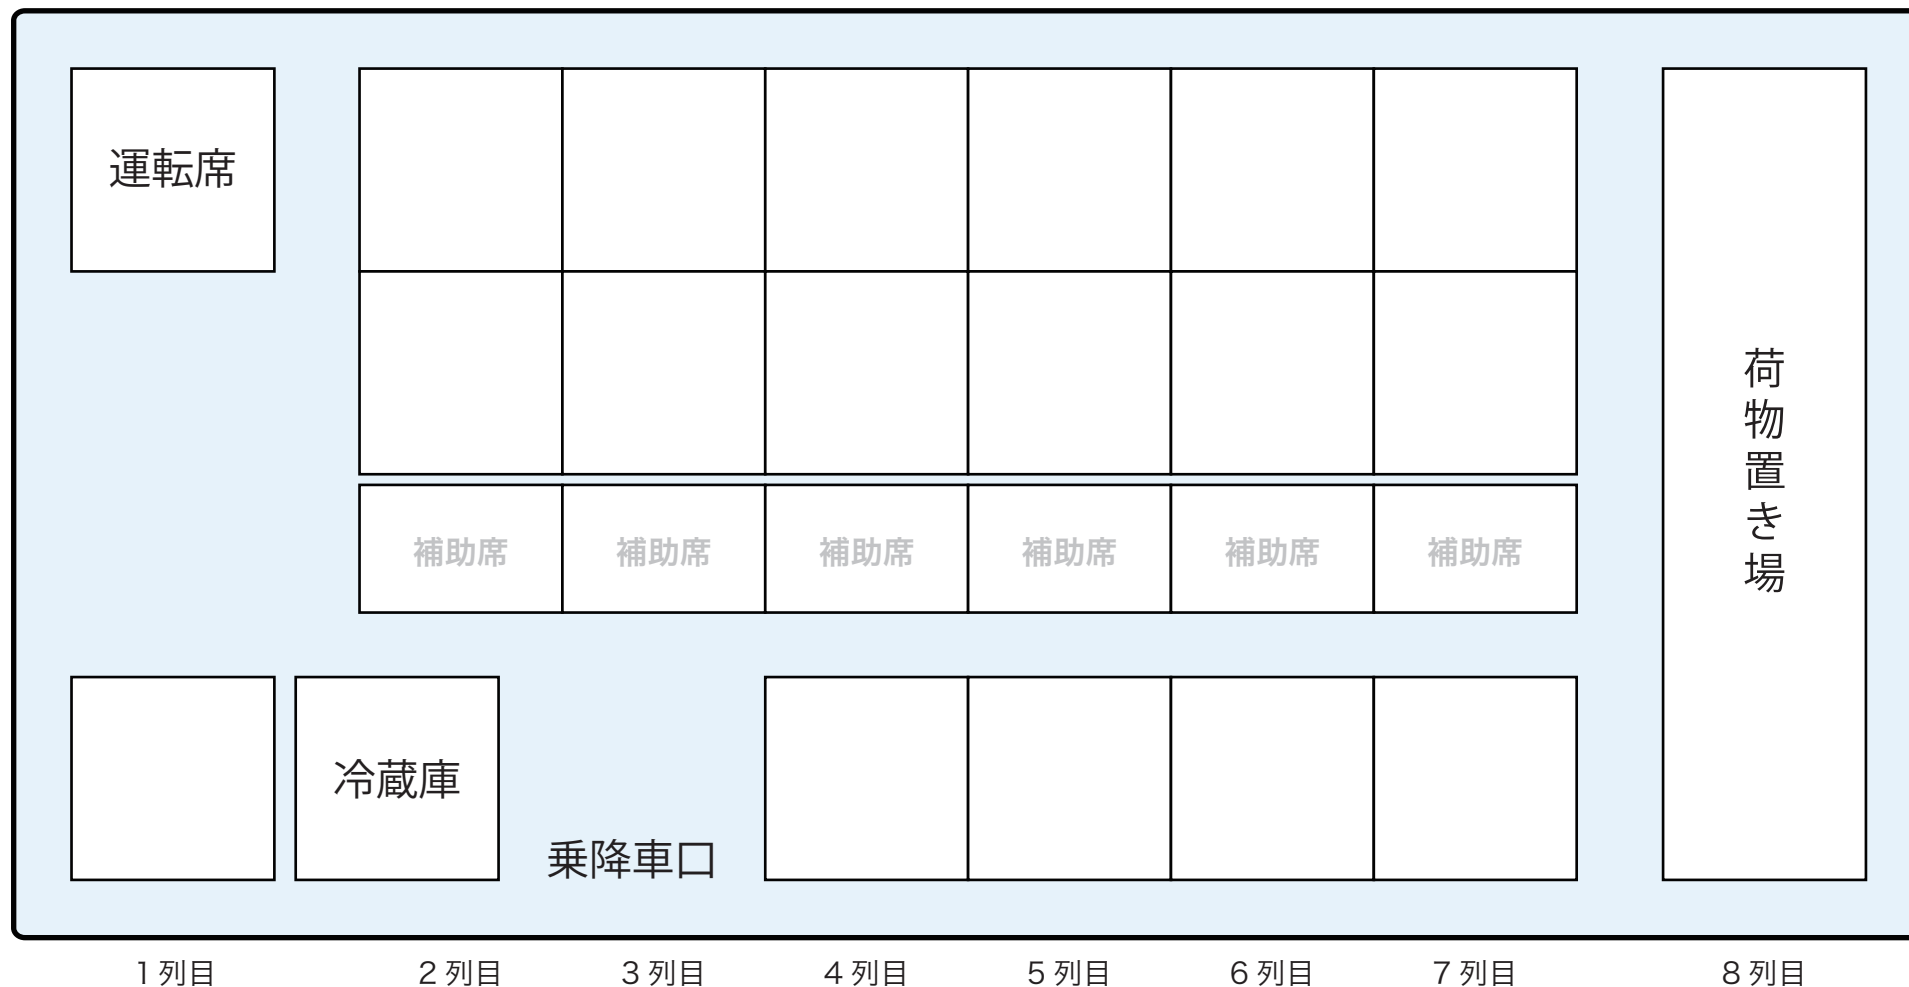 運転席
荷物置き場
補助席 補助席 補助席 補助席 補助席 補助席
冷蔵庫
乗降車口
1列目 2列目 3列目 4列目 5列目 6列目 7列目 8列目